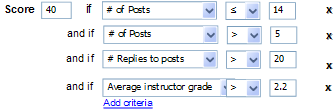 Score 40 if # of Posts ≤ 14 x
and if # of Posts > 5 x
and if # Replies to posts > 20 x
and if Average instructor grade > 2.2 x
Add criteria